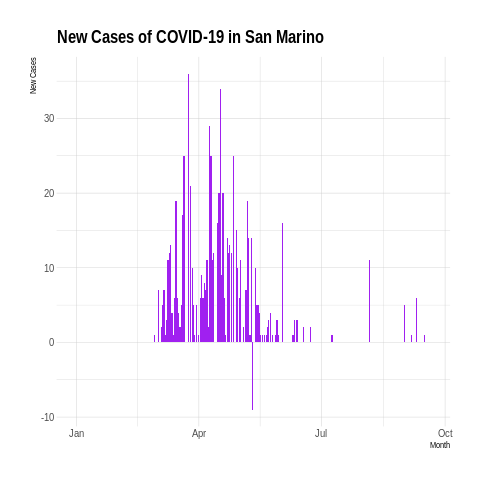 New Cases of COVID-19 in San Marino
New Cases
30
20
10
0
-10
Jan Apr Jul Oct
Month